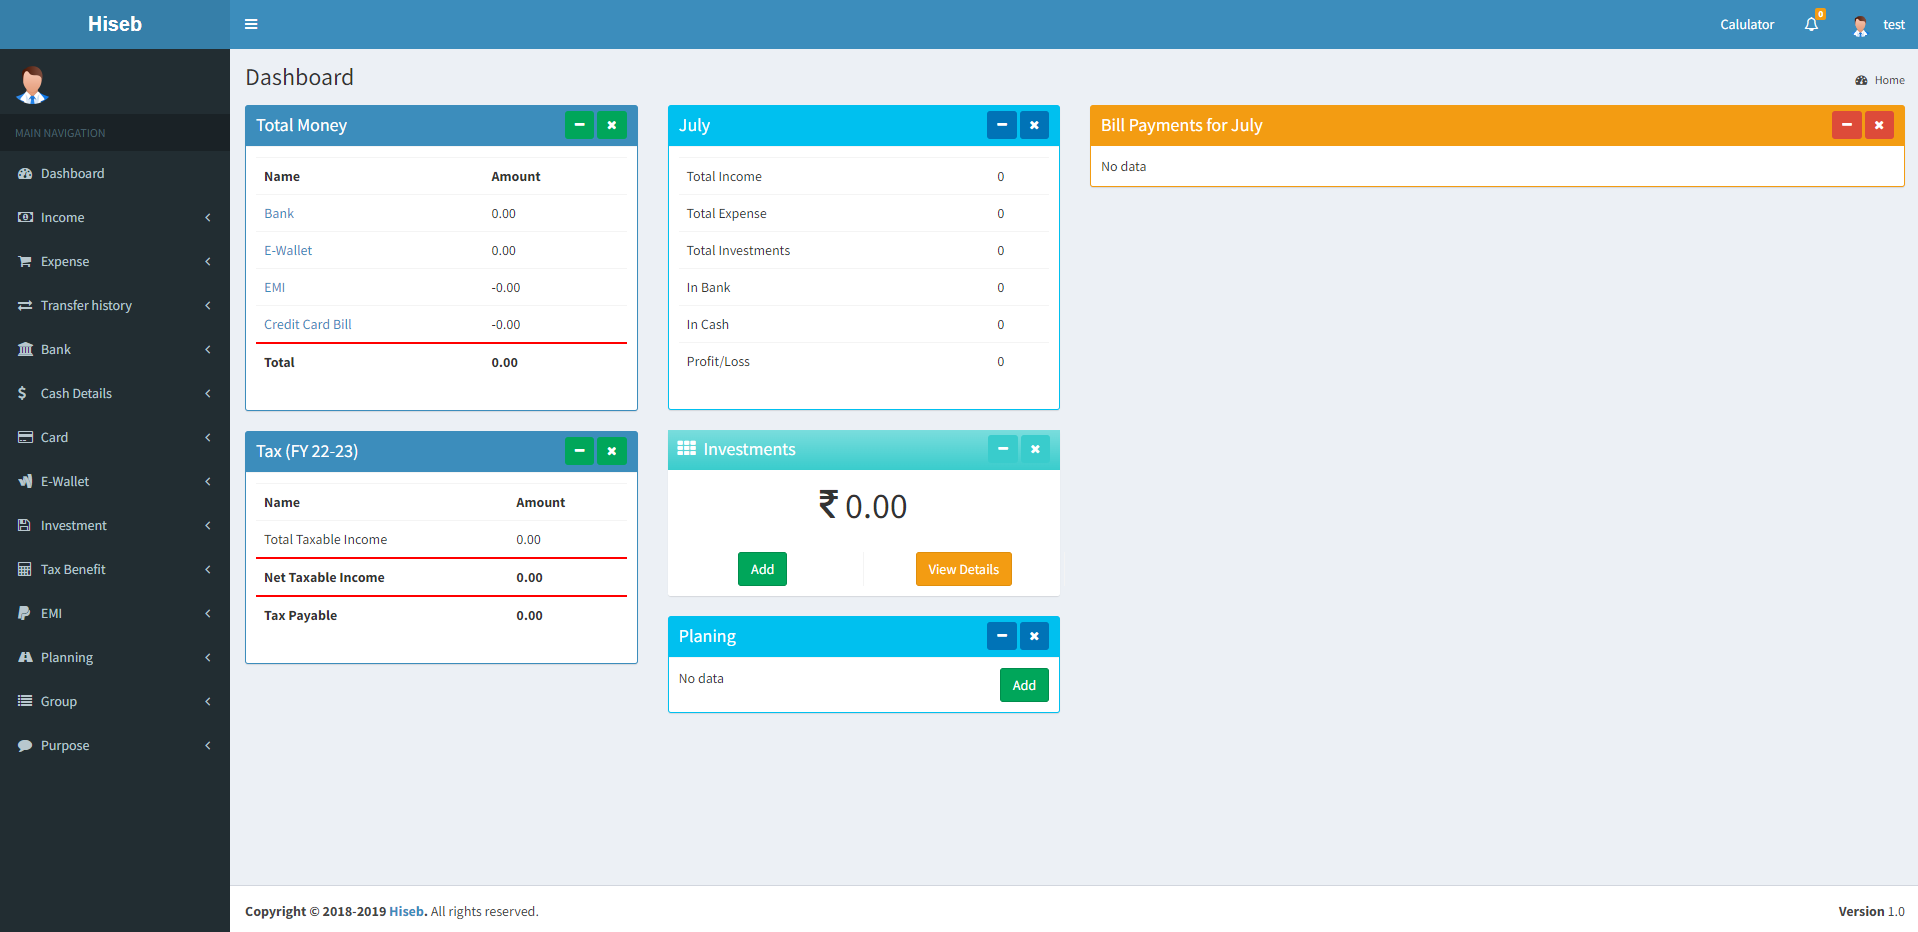 Hiseb
Calulator
0
test
MAIN NAVIGATION
Dashboard
Income
Expense
Transfer history
Bank
Cash Details
Card
E-Wallet
Investment
Tax Benefit
EMI
Planning
Group
Purpose
Dashboard
Home
Total Money
Name Amount
Bank 0.00
E-Wallet 0.00
EMI -0.00
Credit Card Bill -0.00
Total 0.00
Tax (FY 22-23)
Name Amount
Total Taxable Income 0.00
Net Taxable Income 0.00
Tax Payable 0.00
July
Total Income 0
Total Expense 0
Total Investments 0
In Bank 0
In Cash 0
Profit/Loss 0
Investments
₹ 0.00
Add View Details
Planing
No data Add
Bill Payments for July
No data
Copyright © 2018-2019 Hiseb. All rights reserved.
Version 1.0